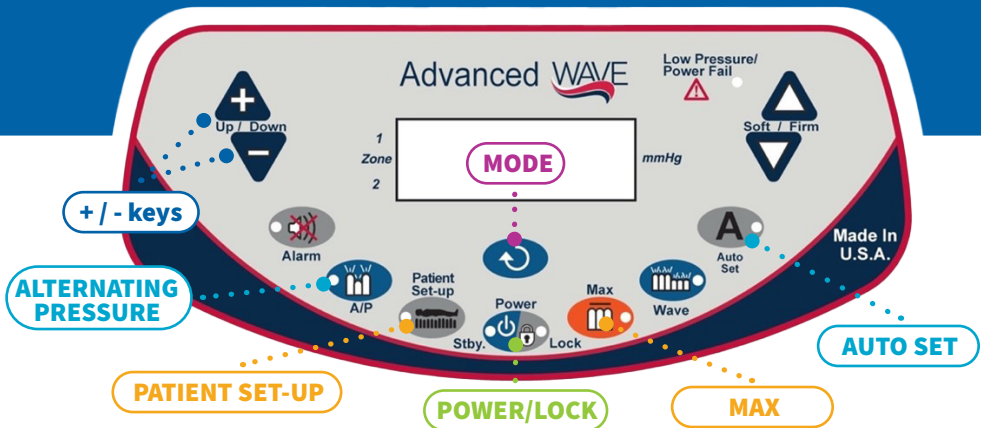 Advanced WAVE
Low Pressure/
Power Fail
+
Up / Down
-
Soft / Firm
1
Zone
2
MODE
mmHg
+ / - keys
Alarm
A
Auto
Set
Made In
U.S.A.
ALTERNATING
PRESSURE
A/P
Patient
Set-up
Power
Stby.
Lock
Max
Wave
AUTO SET
PATIENT SET-UP
POWER/LOCK
MAX